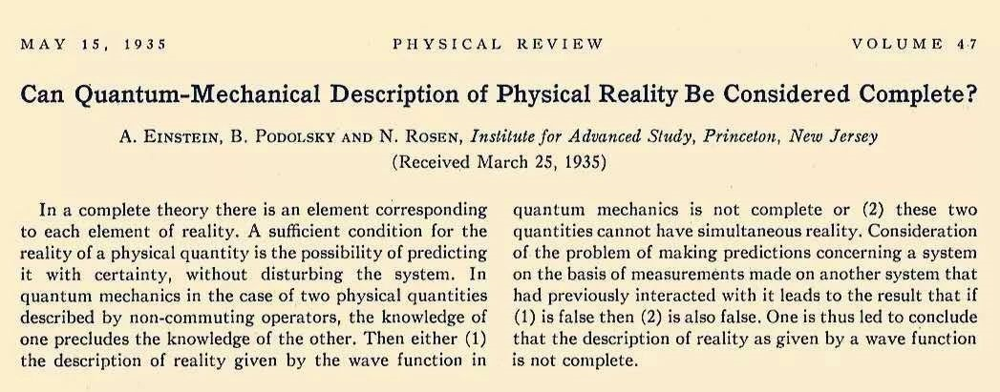 MAY 15, 1935 PHYSICAL REVIEW VOLUME 47
Can Quantum-Mechanical Description of Physical Reality Be Considered Complete?
A. EINSTEIN, B. PODOLSKY AND N. ROSEN, Institute for Advanced Study, Princeton, New Jersey
(Received March 25, 1935)
In a complete theory there is an element corresponding
to each element of reality. A sufficient condition for the
reality of a physical quantity is the possibility of predicting
it with certainty, without disturbing the system. In
quantum mechanics in the case of two physical quantities
described by non-commuting operators, the knowledge of
one precludes the knowledge of the other. Then either (1)
the description of reality given by the wave function in
quantum mechanics is not complete or (2) these two
quantities cannot have simultaneous reality. Consideration
of the problem of making predictions concerning a system
on the basis of measurements made on another system that
had previously interacted with it leads to the result that if
(1) is false then (2) is also false. One is thus led to conclude
that the description of reality as given by a wave function
is not complete.